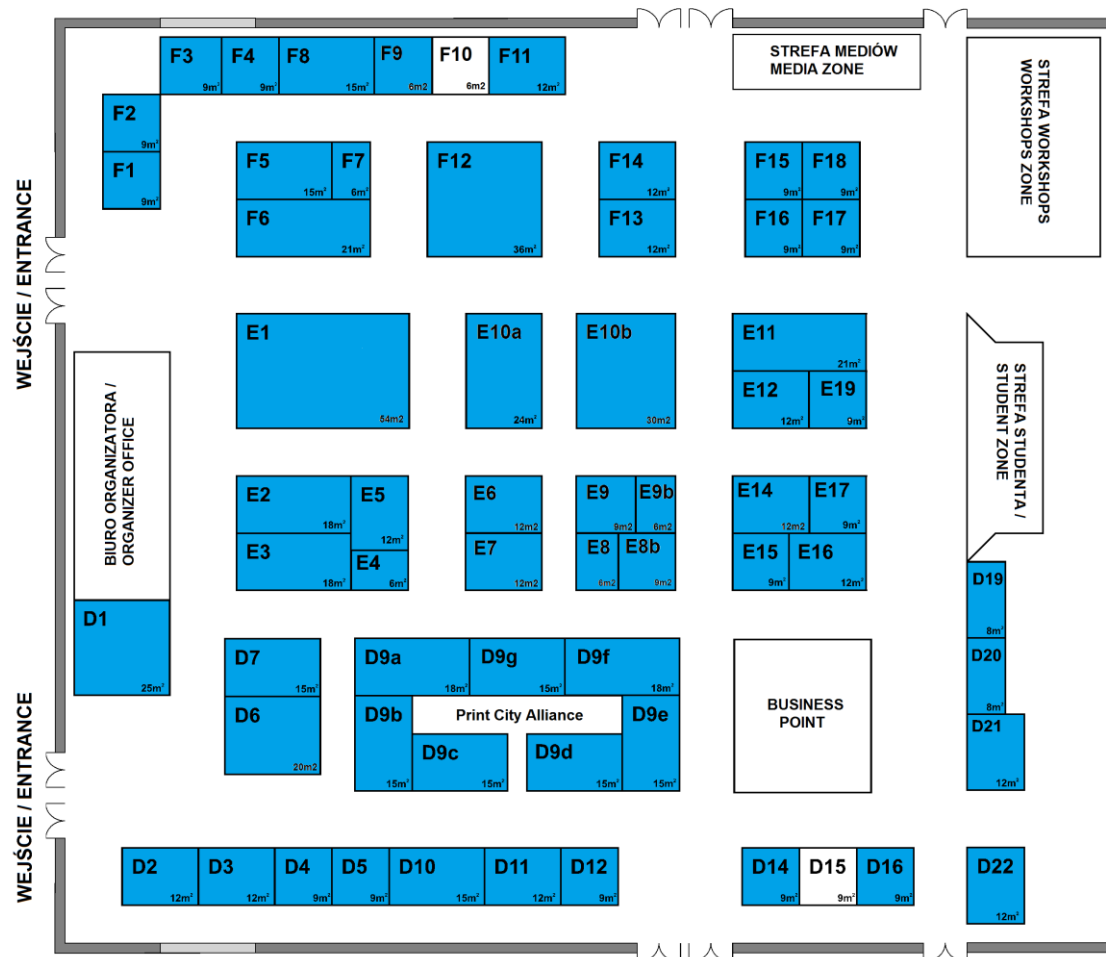 F3
9m²
F4
9m²
F8
15m²
F9
6m²
F10
6m²
F11
12m²
STREFA MEDIÓW
MEDIA ZONE
STREFA WORKSHOPS
WORKSHOPS ZONE
F2
9m²
F1
9m²
F5
15m²
F7
6m²
F6
21m²
F12
36m²
F14
12m²
F13
12m²
F15
9m²
F18
9m²
F16
9m²
F17
9m²
WEJŚCIE / ENTRANCE
E1
54m2
E10a
24m²
E10b
30m2
E11
21m²
E12
12m²
E19
9m²
STREFA STUDENTA /
STUDENT ZONE
BIURO ORGANIZATORA /
ORGANIZER OFFICE
E2
18m²
E5
12m²
E3
18m²
E4
6m²
E6
12m2
E7
12m2
E9
9m2
E9b
6m2
E8
6m2
E8b
9m2
E14
12m2
E17
9m²
E15
9m²
E16
12m²
D1
25m²
D19
8m²
D20
8m²
D21
12m²
D7
15m²
D6
20m2
D9a
18m²
D9g
15m²
D9f
18m²
D9b
15m²
Print City Alliance
D9e
15m²
D9c
15m²
D9d
15m²
BUSINESS
POINT
WEJŚCIE / ENTRANCE
D2
12m²
D3
12m²
D4
9m²
D5
9m²
D10
15m²
D11
12m²
D12
9m²
D14
9m²
D15
9m²
D16
9m²
D22
12m²